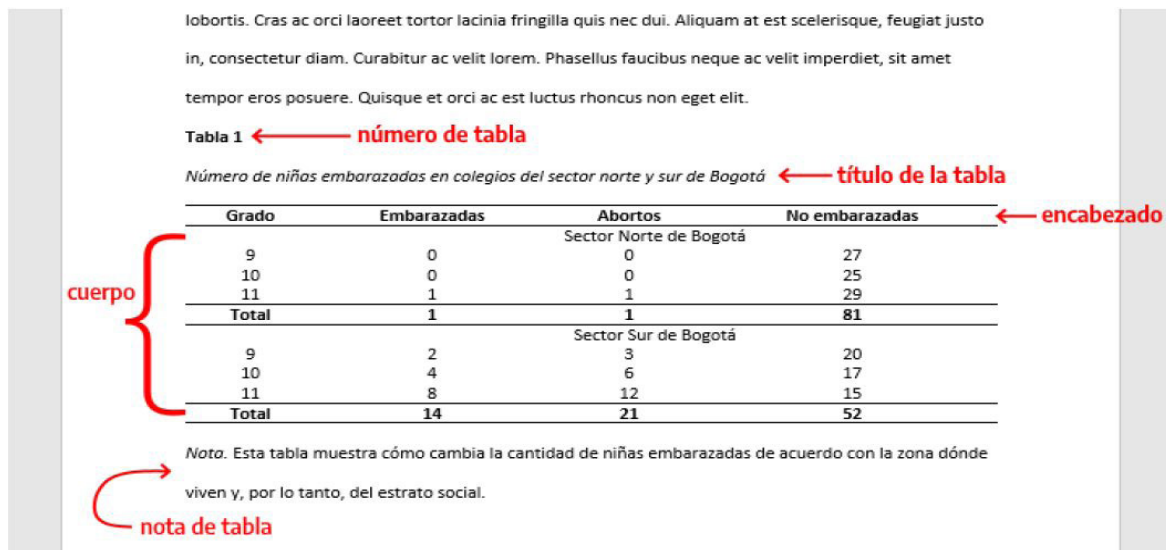 lobortis. Cras ac orci laoreet tortor lacinia fringilla quis nec dui. Aliquam at est scelerisque, feugiat justo
in, consectetur diam. Curabitur ac velit lorem. Phasellus faucibus neque ac velit imperdiet, sit amet
tempor eros posuere. Quisque et orci ac est luctus rhoncus non eget elit.
Tabla 1 número de tabla
Número de niñas embarazadas en colegios del sector norte y sur de Bogotá título de la tabla
Grado Embarazadas Abortos No embarazadas encabezado
Sector Norte de Bogotá
9 0 0 27
10 0 0 25
cuerpo 11 1 1 29
Total 1 1 81
Sector Sur de Bogotá
9 2 3 20
10 4 6 17
11 8 12 15
Total 14 21 52
Nota. Esta tabla muestra cómo cambia la cantidad de niñas embarazadas de acuerdo con la zona dónde
viven y, por lo tanto, del estrato social.
nota de tabla